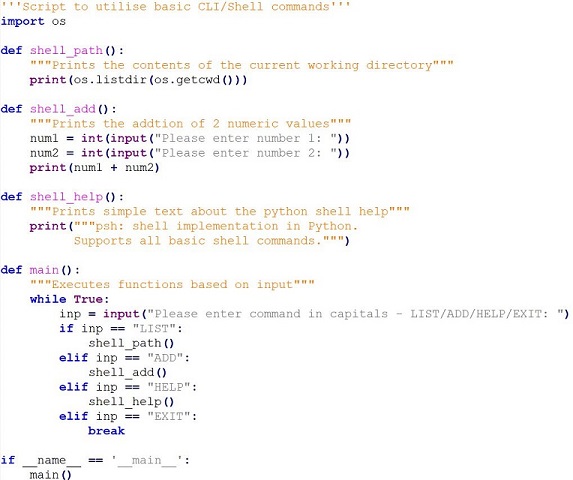 '''Script to utilise basic CLI/Shell commands'''
import os

def shell_path():
    """Prints the contents of the current working directory"""
    print(os.listdir(os.getcwd()))

def shell_add():
    """Prints the addtion of 2 numeric values"""
    num1 = int(input("Please enter number 1: "))
    num2 = int(input("Please enter number 2: "))
    print(num1 + num2)

def shell_help():
    """Prints simple text about the python shell help"""
    print("""psh: shell implementation in Python.
          Supports all basic shell commands.""")

def main():
    """Executes functions based on input"""
    while True:
        inp = input("Please enter command in capitals - LIST/ADD/HELP/EXIT: ")
        if inp == "LIST":
            shell_path()
        elif inp == "ADD":
            shell_add()
        elif inp == "HELP":
            shell_help()
        elif inp == "EXIT":
            break

if __name__ == '__main__':
    main()